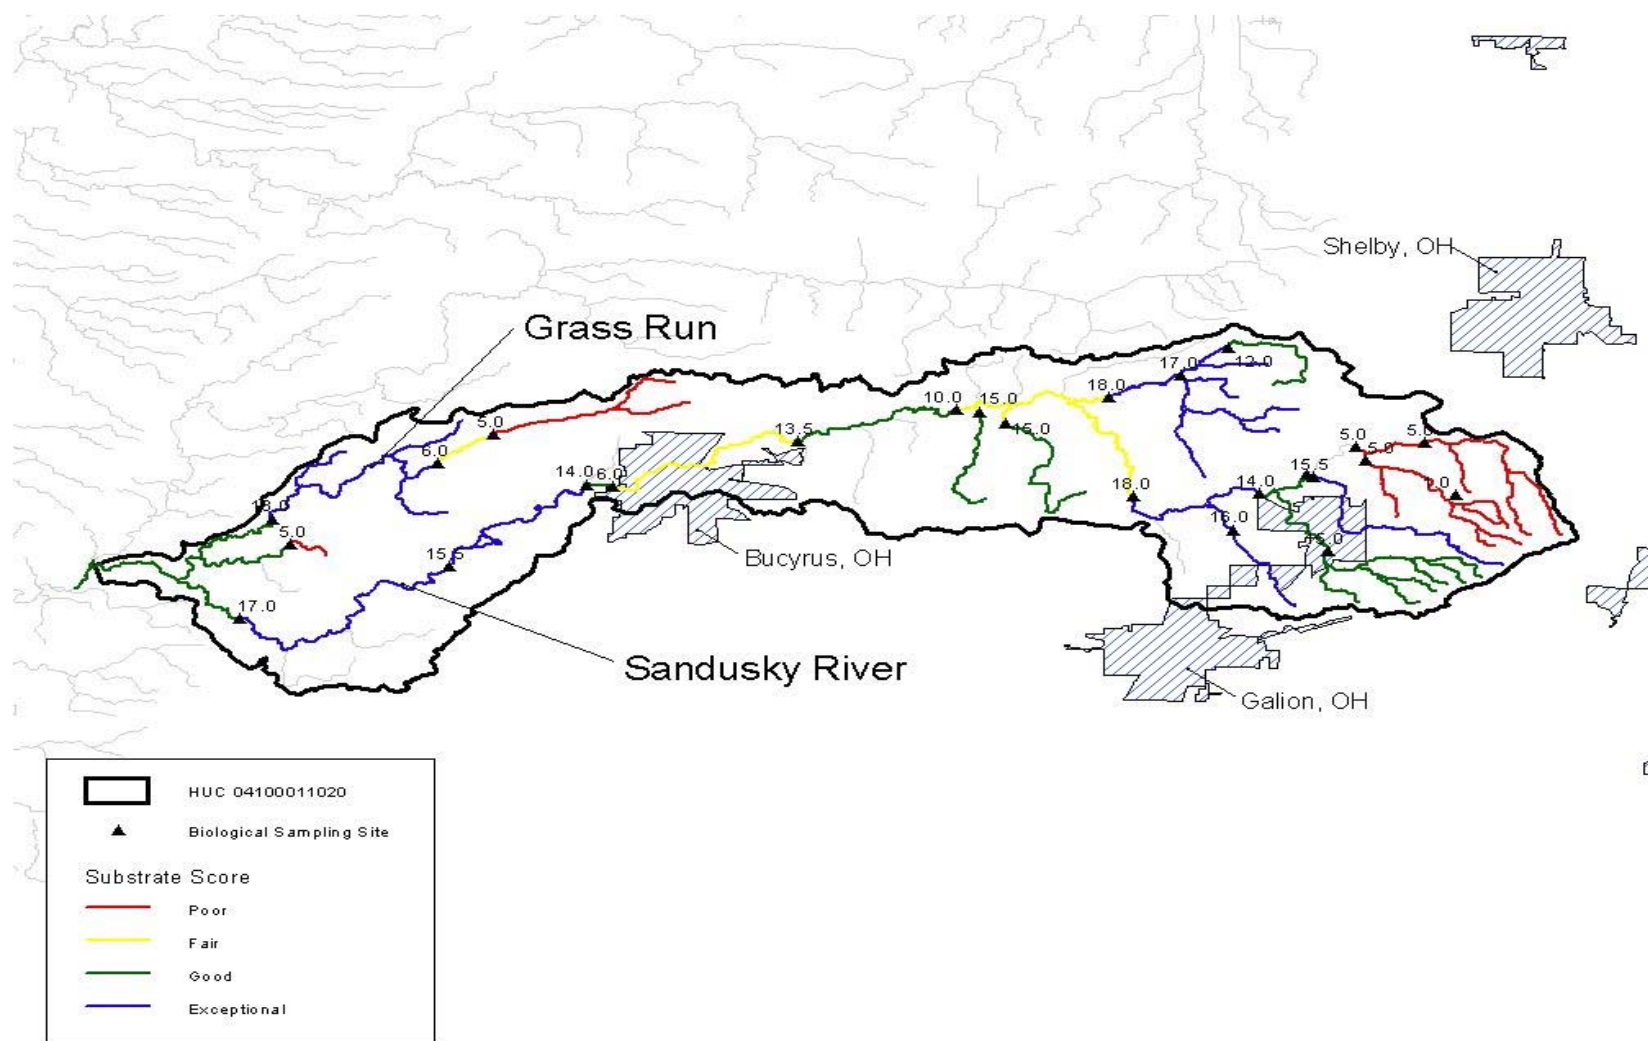 Shelby, OH
Grass Run
17.0
12.0
18.0
10.0
15.0
15.0
5.0
13.5
5.0
5.0
5.0
6.0
14.0
6.0
15.5
14.0
18.0
16.0
5.0
15.5
Bucyrus, OH
17.0
Sandusky River
Galion, OH
HUC 04100011020
Biological Sampling Site
Substrate Score
Poor
Fair
Good
Exceptional